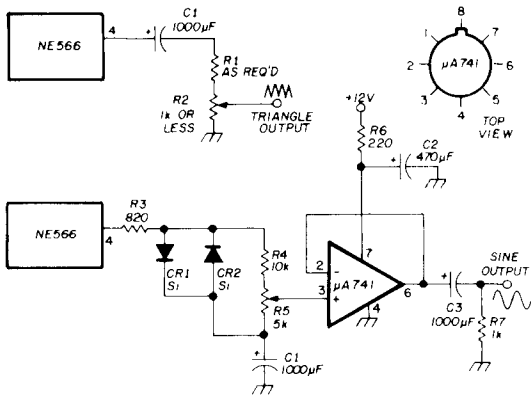 NE566
4
+
C1
1000µF
R1
AS REQ'D
R2
1k OR
LESS
TRIANGLE
OUTPUT
8
1
7
2
µA741
6
3
5
4
TOP
VIEW
+12V
R6
220
+
C2
470µF
NE566
4
R3
820
CR1
Si
CR2
Si
R4
10k
R5
5k
+
C1
1000µF
2
-
3
+
7
µA741
6
4
+
C3
1000µF
SINE
OUTPUT
R7
1k